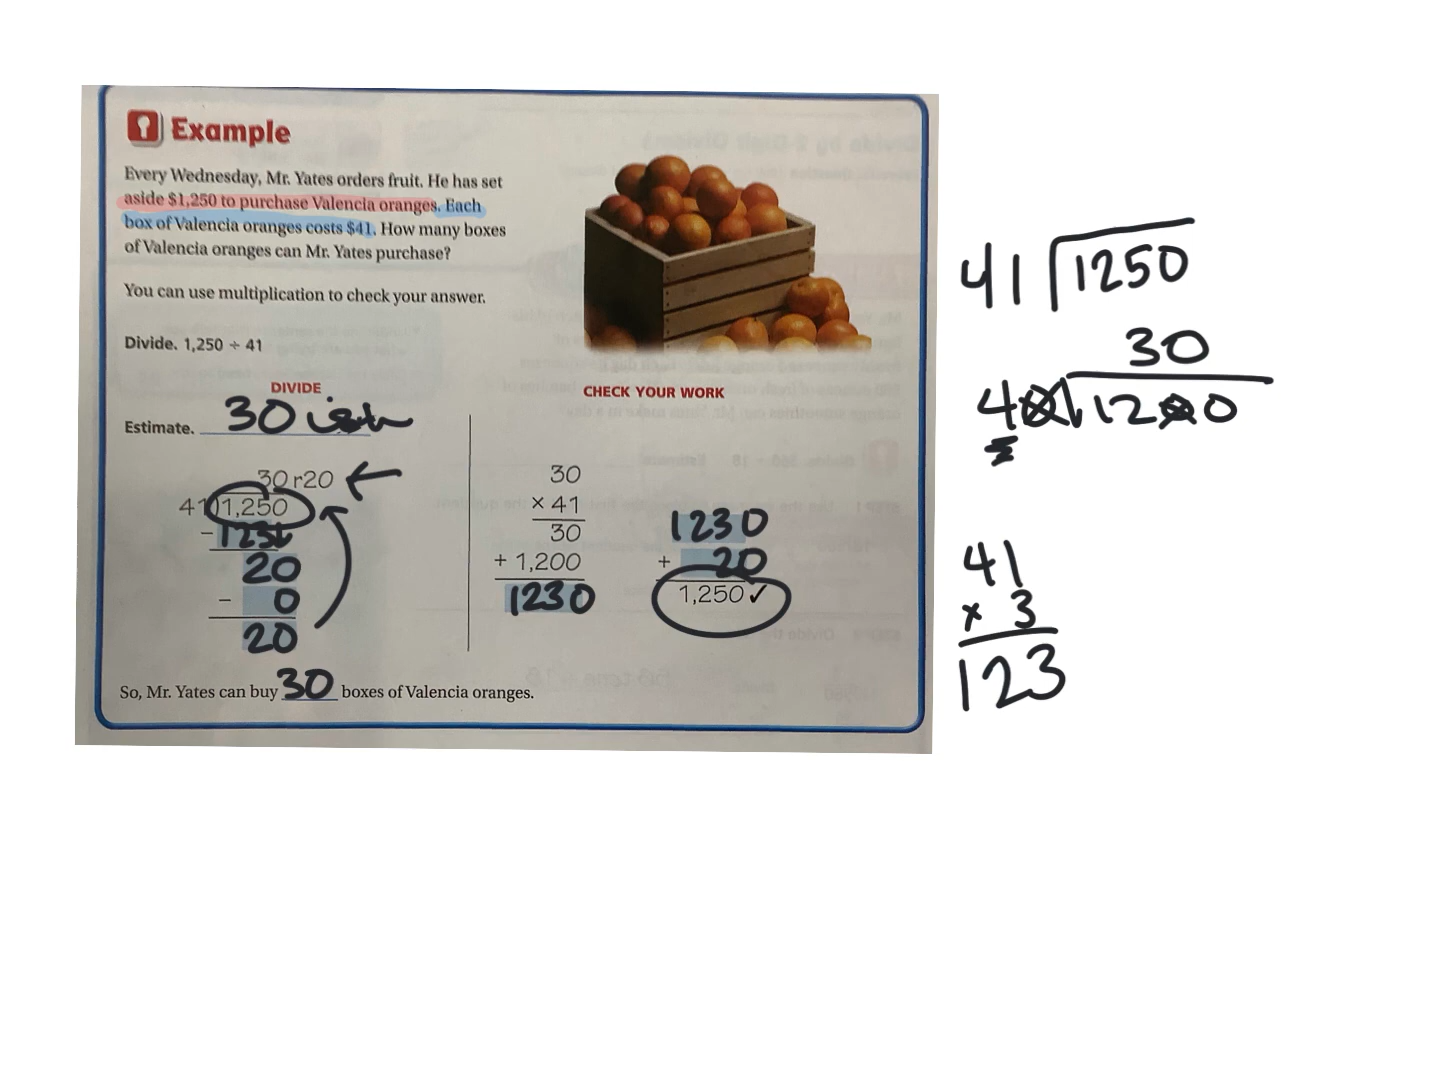 Example
Every Wednesday, Mr. Yates orders fruit. He has set
aside $1,250 to purchase Valencia oranges. Each
box of Valencia oranges costs $41. How many boxes
of Valencia oranges can Mr. Yates purchase?
You can use multiplication to check your answer.
Divide. 1,250 ÷ 41
DIVIDE
Estimate. 30 ish
30 r20
41 1,250
- 1230
20
- 0
20
CHECK YOUR WORK
30
× 41
30
+ 1,200
1230
1230
+ 20
1,250 ✓
So, Mr. Yates can buy 30 boxes of Valencia oranges.
41 1250
30
40 1200
41
x 3
123